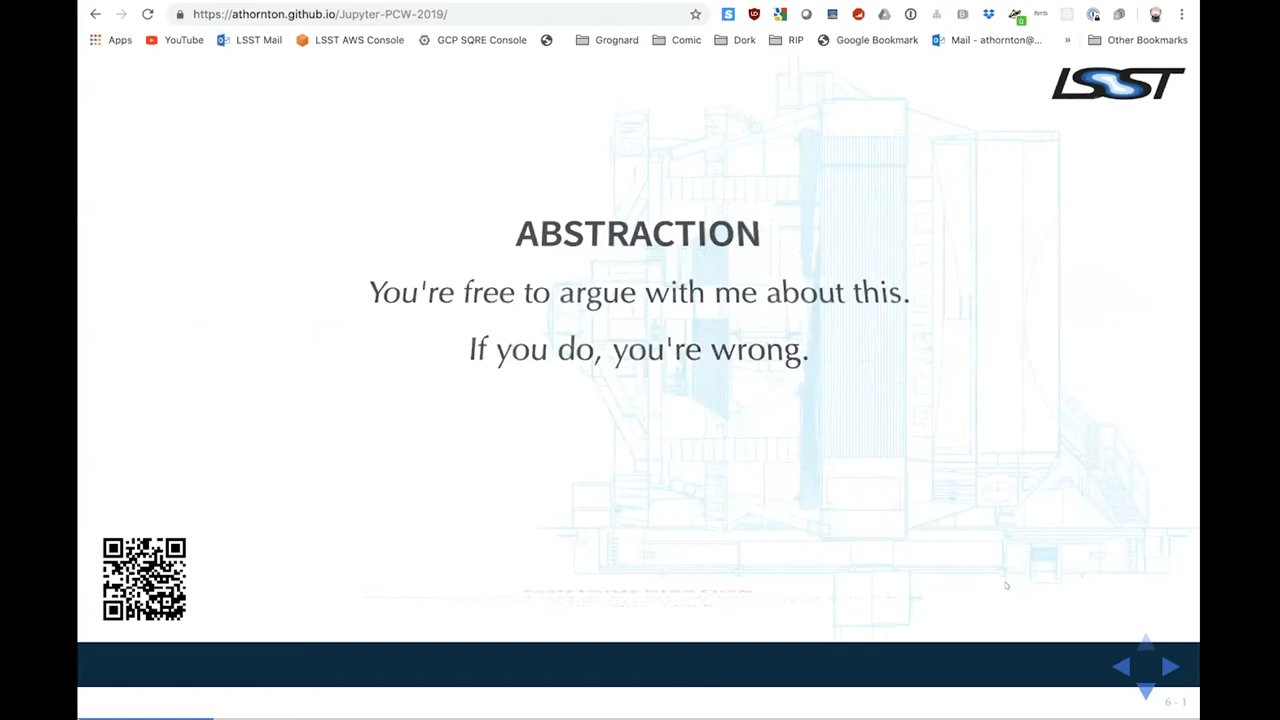 https://athornton.github.io/Jupyter-PCW-2019/
Apps YouTube LSST Mail LSST AWS Console GCP SQRE Console Grognard Comic Dork RIP Google Bookmark Mail - athornton@... » Other Bookmarks
LSST
ABSTRACTION
You're free to argue with me about this.
If you do, you're wrong.
6 - 1